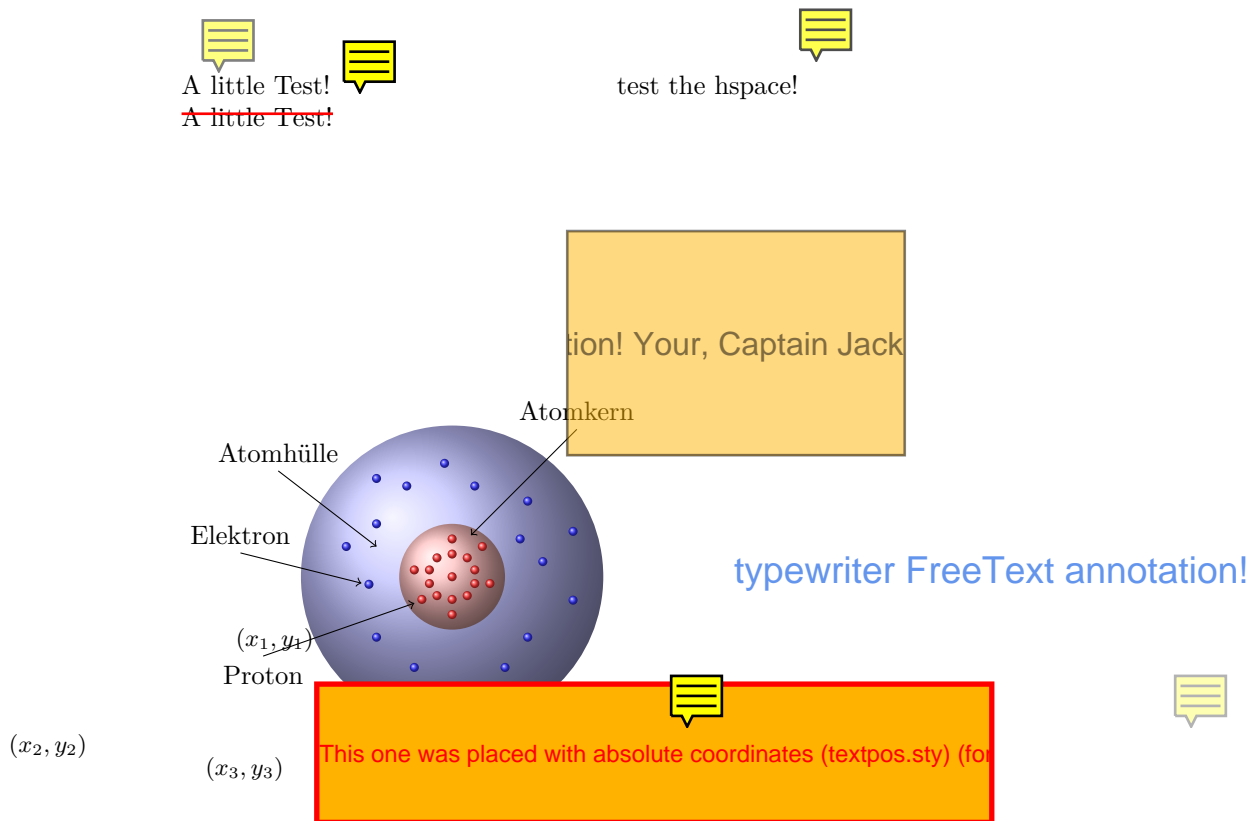 A little Test!
test the hspace!
A little Test!
tion! Your, Captain Jack
Atomkern
Atomhülle
Elektron
typewriter FreeText annotation!
(x₁, y₁)
Proton
(x₂, y₂)
This one was placed with absolute coordinates (textpos.sty) (for
(x₃, y₃)